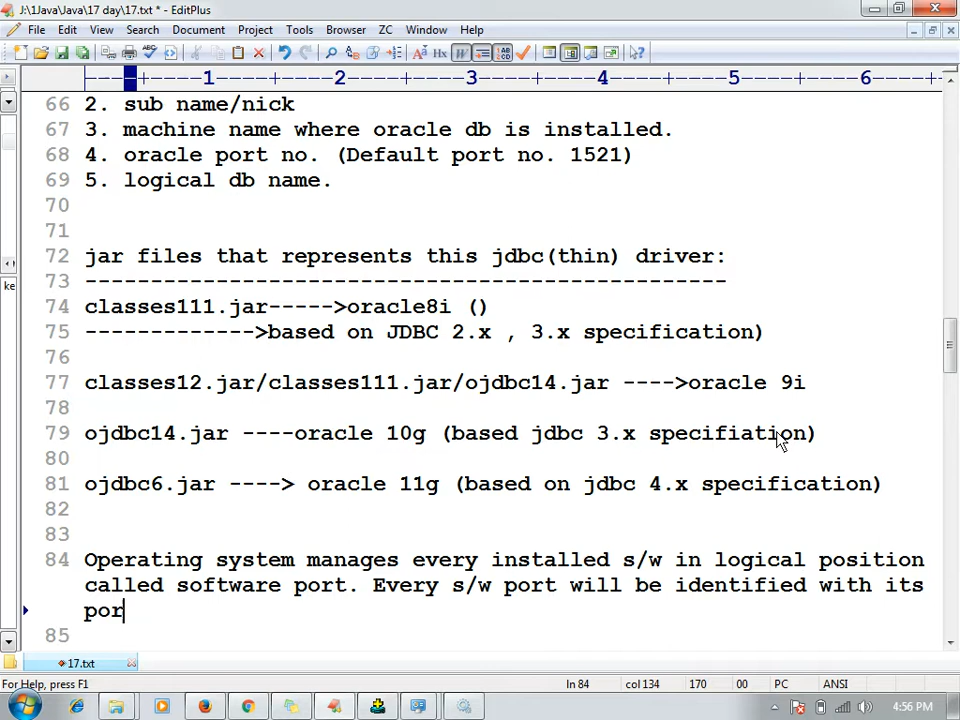 J:\1Java\Java\17 day\17.txt * - EditPlus
File Edit View Search Document Project Tools Browser ZC Window Help
----+----1----+----2----+----3----+----4----+----5----+----6----+--
66 2. sub name/nick
67 3. machine name where oracle db is installed.
68 4. oracle port no. (Default port no. 1521)
69 5. logical db name.
70
71
72 jar files that represents this jdbc(thin) driver:
73 -------------------------------------------------
74 classes111.jar----->oracle8i ()
75 ------------->based on JDBC 2.x , 3.x specification)
76
77 classes12.jar/classes111.jar/ojdbc14.jar ---->oracle 9i
78
79 ojdbc14.jar ----oracle 10g (based jdbc 3.x specifiation)
80
81 ojdbc6.jar ----> oracle 11g (based on jdbc 4.x specification)
82
83
84 Operating system manages every installed s/w in logical position
called software port. Every s/w port will be identified with its
por
85
ke
17.txt
For Help, press F1 ln 84 col 134 170 00 PC ANSI
4:56 PM